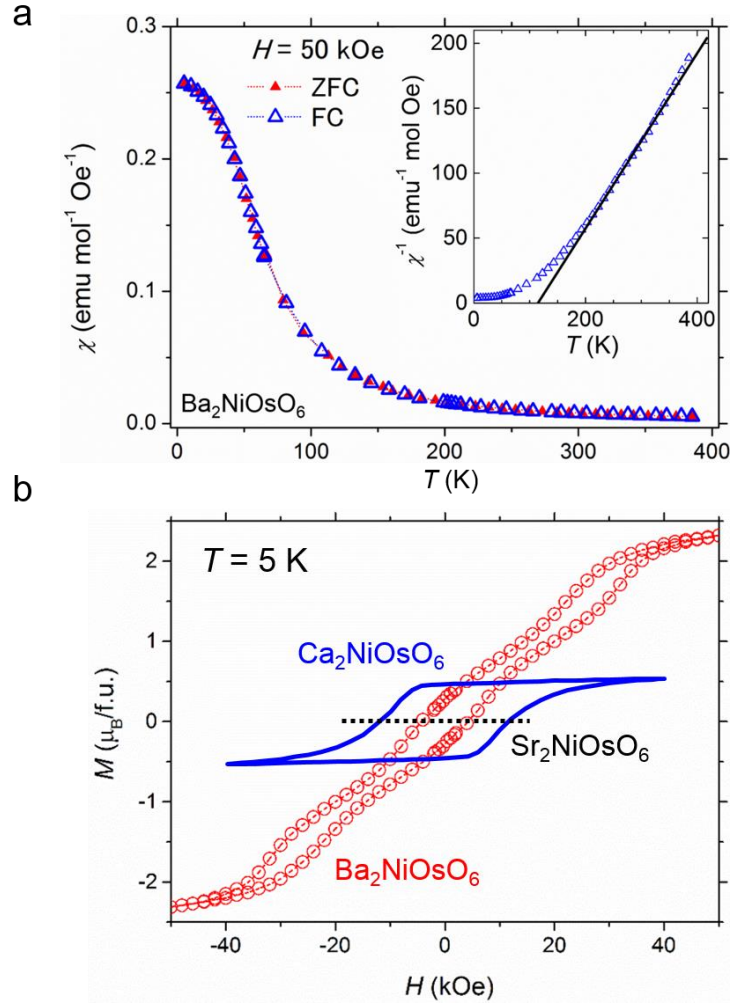 a
0.3
0.2
0.1
0.0
χ (emu mol⁻¹ Oe⁻¹)
H = 50 kOe
ZFC
FC
Ba₂NiOsO₆
0 100 200 300 400
T (K)
200
150
100
50
0
χ⁻¹ (emu⁻¹ mol Oe)
0 200 400
T (K)
b
T = 5 K
2
1
0
-1
-2
M (μB/f.u.)
Ca₂NiOsO₆
Sr₂NiOsO₆
Ba₂NiOsO₆
-40 -20 0 20 40
H (kOe)